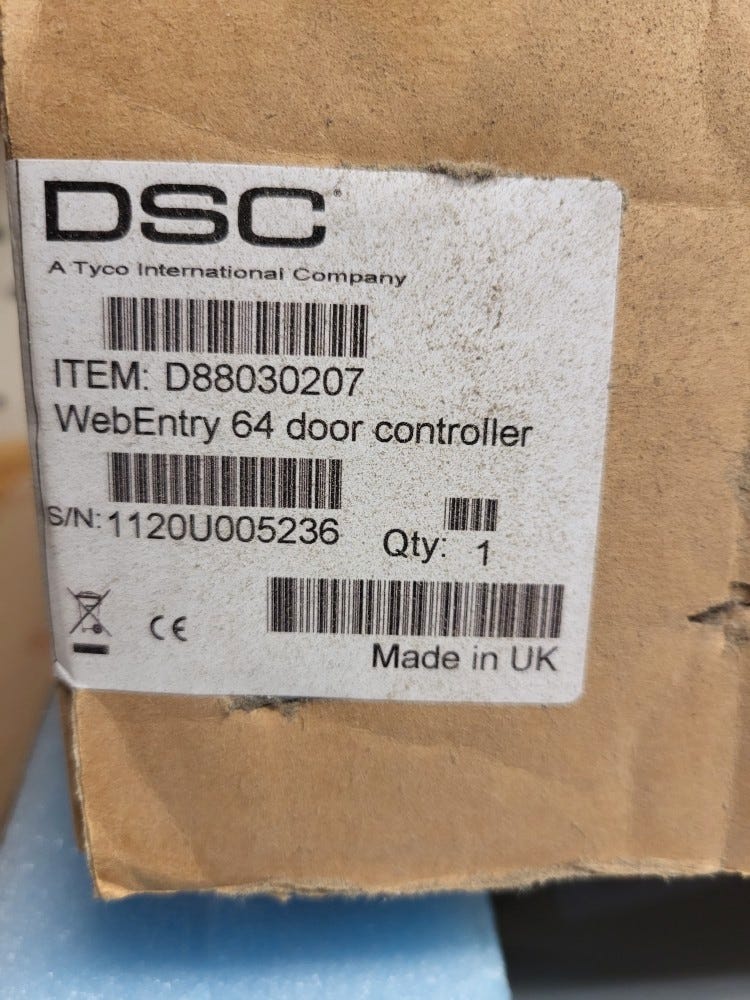 DSC
A Tyco International Company
ITEM: D88030207
WebEntry 64 door controller
S/N: 1120U005236
Qty: 1
CE
Made in UK